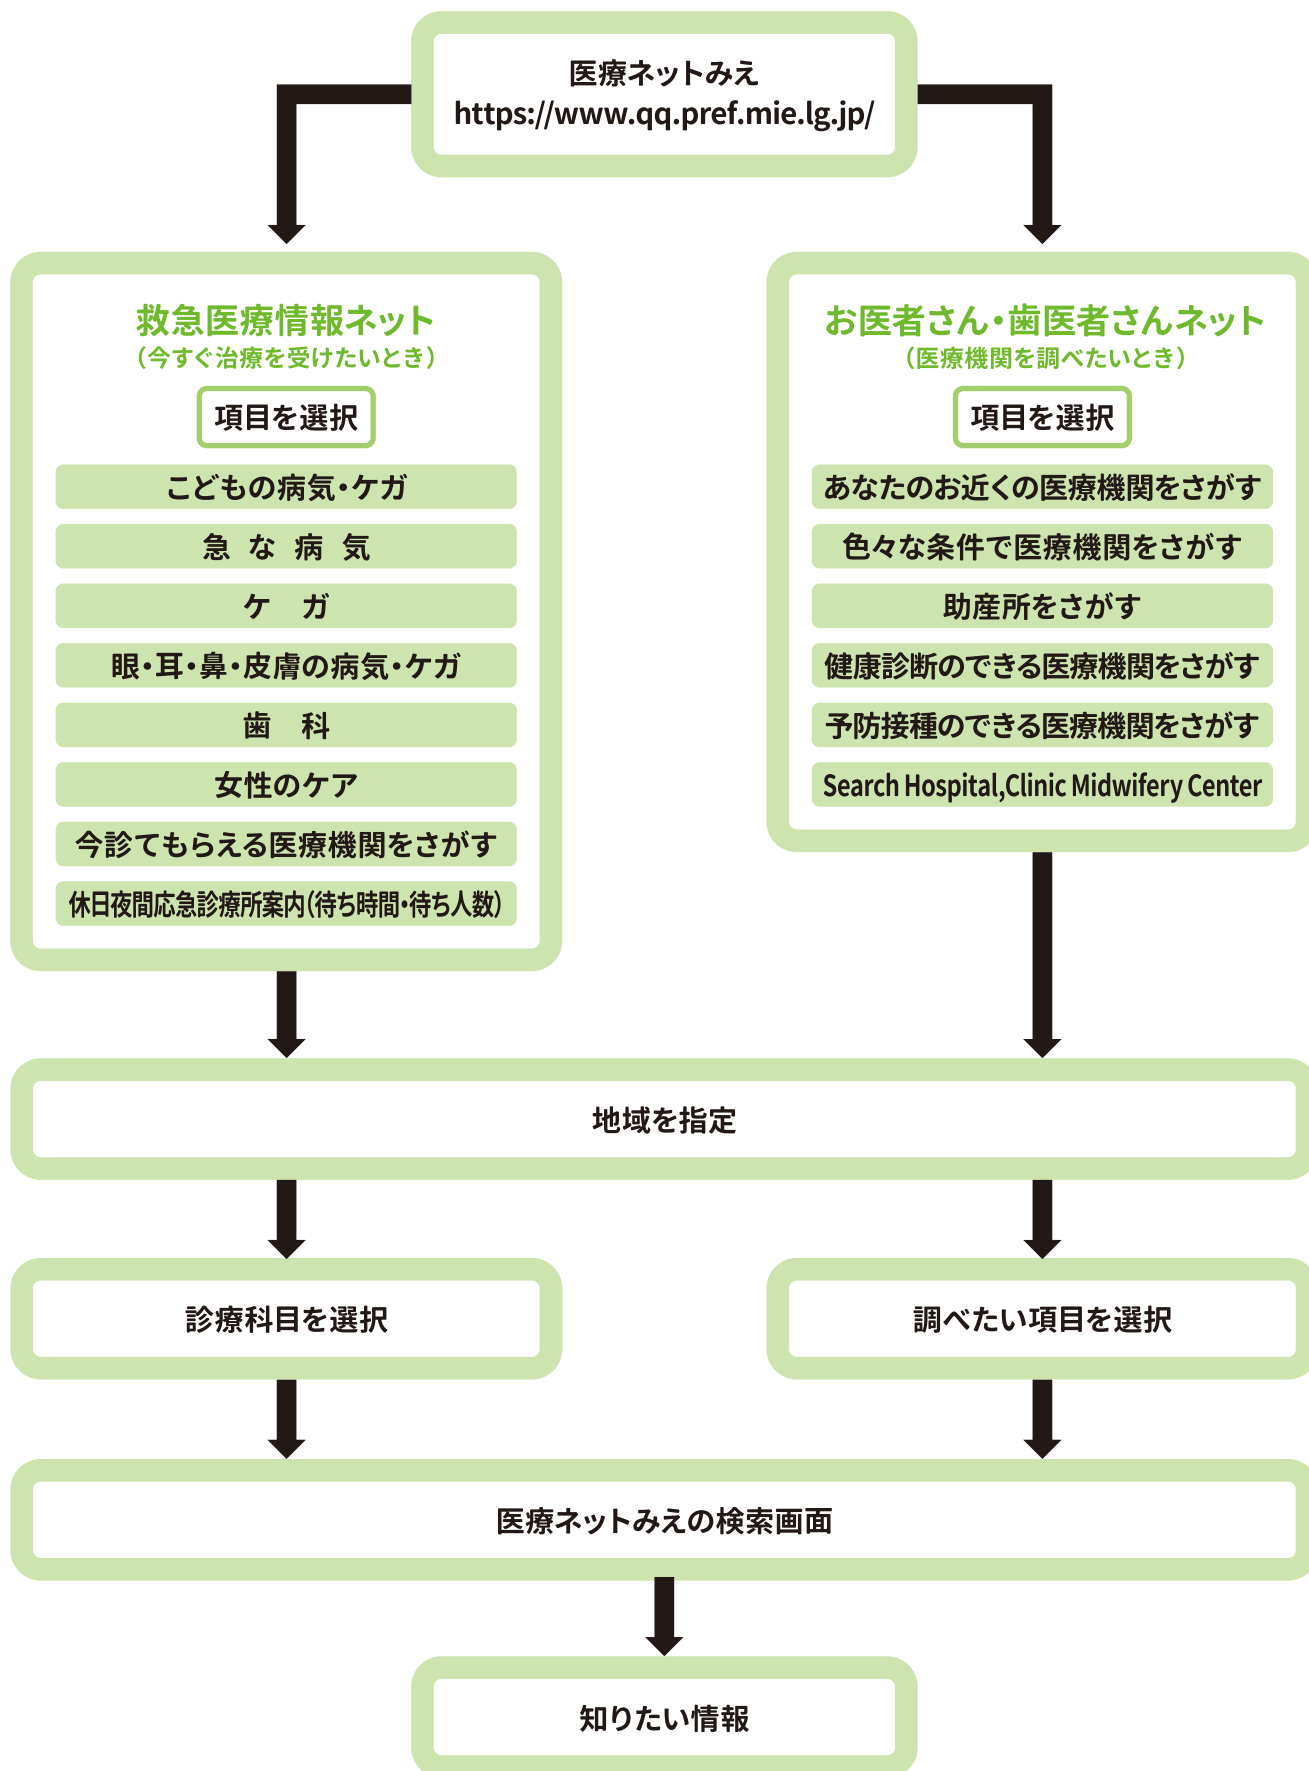 医療ネットみえ
https://www.qq.pref.mie.lg.jp/
救急医療情報ネット
（今すぐ治療を受けたいとき）
項目を選択
こどもの病気・ケガ
急な病気
ケガ
眼・耳・鼻・皮膚の病気・ケガ
歯科
女性のケア
今診てもらえる医療機関をさがす
休日夜間応急診療所案内（待ち時間・待ち人数）
お医者さん・歯医者さんネット
（医療機関を調べたいとき）
項目を選択
あなたのお近くの医療機関をさがす
色々な条件で医療機関をさがす
助産所をさがす
健康診断のできる医療機関をさがす
予防接種のできる医療機関をさがす
Search Hospital,Clinic Midwifery Center
地域を指定
診療科目を選択
調べたい項目を選択
医療ネットみえの検索画面
知りたい情報